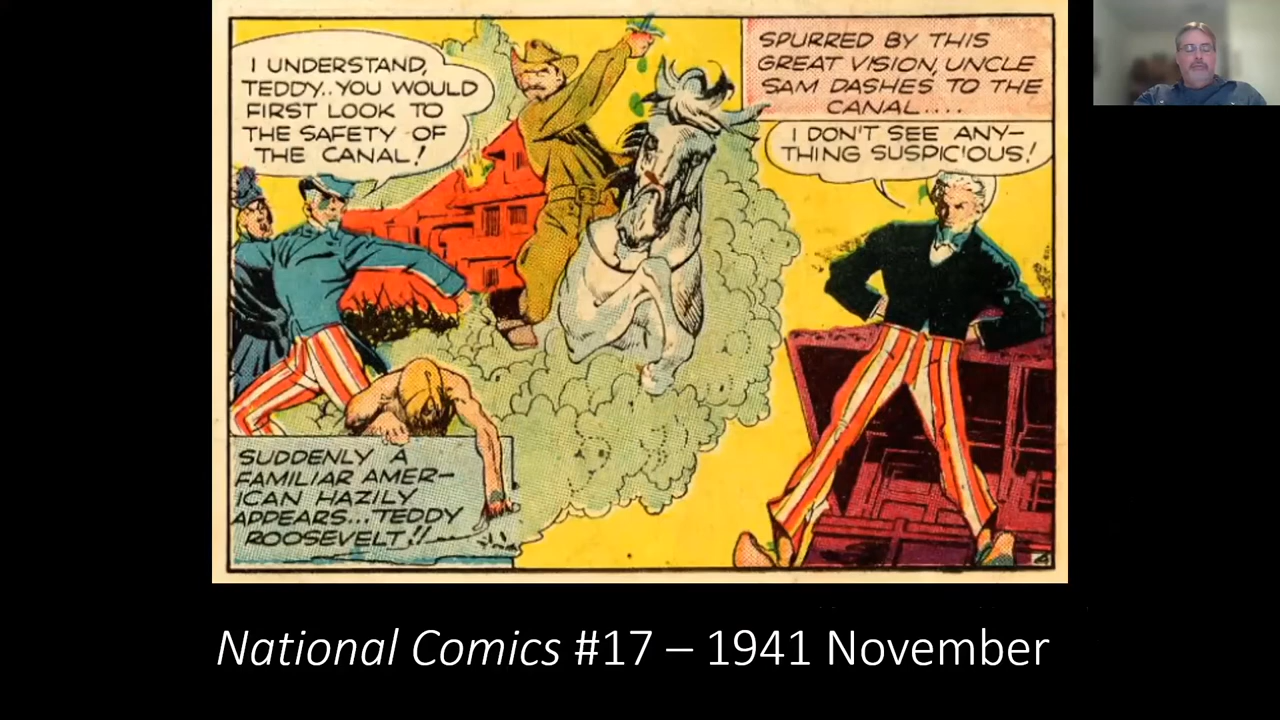 I UNDERSTAND,
TEDDY..YOU WOULD
FIRST LOOK TO
THE SAFETY OF
THE CANAL!
SUDDENLY A
FAMILIAR AMER-
ICAN HAZILY
APPEARS...TEDDY
ROOSEVELT!!
SPURRED BY THIS
GREAT VISION, UNCLE
SAM DASHES TO THE
CANAL....
I DON'T SEE ANY-
THING SUSPICIOUS!
4
National Comics #17 – 1941 November